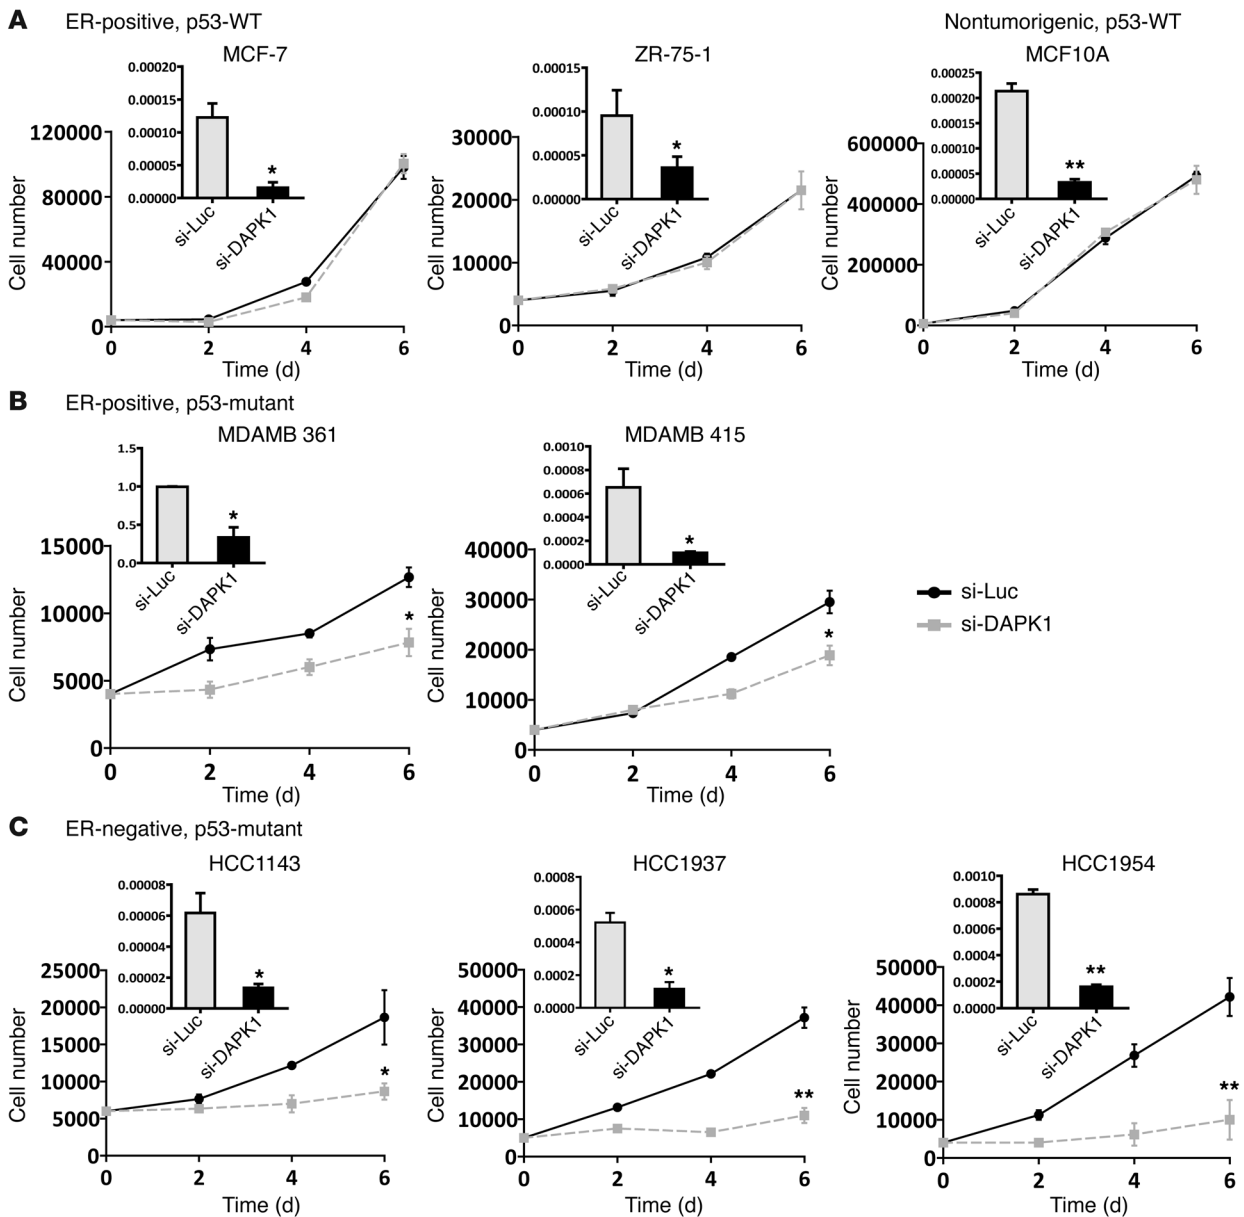 A ER-positive, p53-WT Nontumorigenic, p53-WT
MCF-7
0.00020
0.00015
0.00010
0.00005
0.00000
*
si-Luc
si-DAPK1
120000
80000
40000
0
Cell number
0 2 4 6
Time (d)
ZR-75-1
0.00015
0.00010
0.00005
0.00000
*
si-Luc
si-DAPK1
30000
20000
10000
0
Cell number
0 2 4 6
Time (d)
MCF10A
0.00025
0.00020
0.00015
0.00010
0.00005
0.00000
**
si-Luc
si-DAPK1
600000
400000
200000
0
Cell number
0 2 4 6
Time (d)
B ER-positive, p53-mutant
MDAMB 361
1.5
1.0
0.5
0.0
*
si-Luc
si-DAPK1
15000
10000
5000
0
*
Cell number
0 2 4 6
Time (d)
MDAMB 415
0.0010
0.0008
0.0006
0.0004
0.0002
0.0000
*
si-Luc
si-DAPK1
40000
30000
20000
10000
0
*
Cell number
0 2 4 6
Time (d)
si-Luc
si-DAPK1
C ER-negative, p53-mutant
HCC1143
0.00008
0.00006
0.00004
0.00002
0.00000
*
si-Luc
si-DAPK1
25000
20000
15000
10000
5000
0
*
Cell number
0 2 4 6
Time (d)
HCC1937
0.0008
0.0006
0.0004
0.0002
0.0000
*
si-Luc
si-DAPK1
50000
40000
30000
20000
10000
0
**
Cell number
0 2 4 6
Time (d)
HCC1954
0.0010
0.0008
0.0006
0.0004
0.0002
0.0000
**
si-Luc
si-DAPK1
50000
40000
30000
20000
10000
0
**
Cell number
0 2 4 6
Time (d)